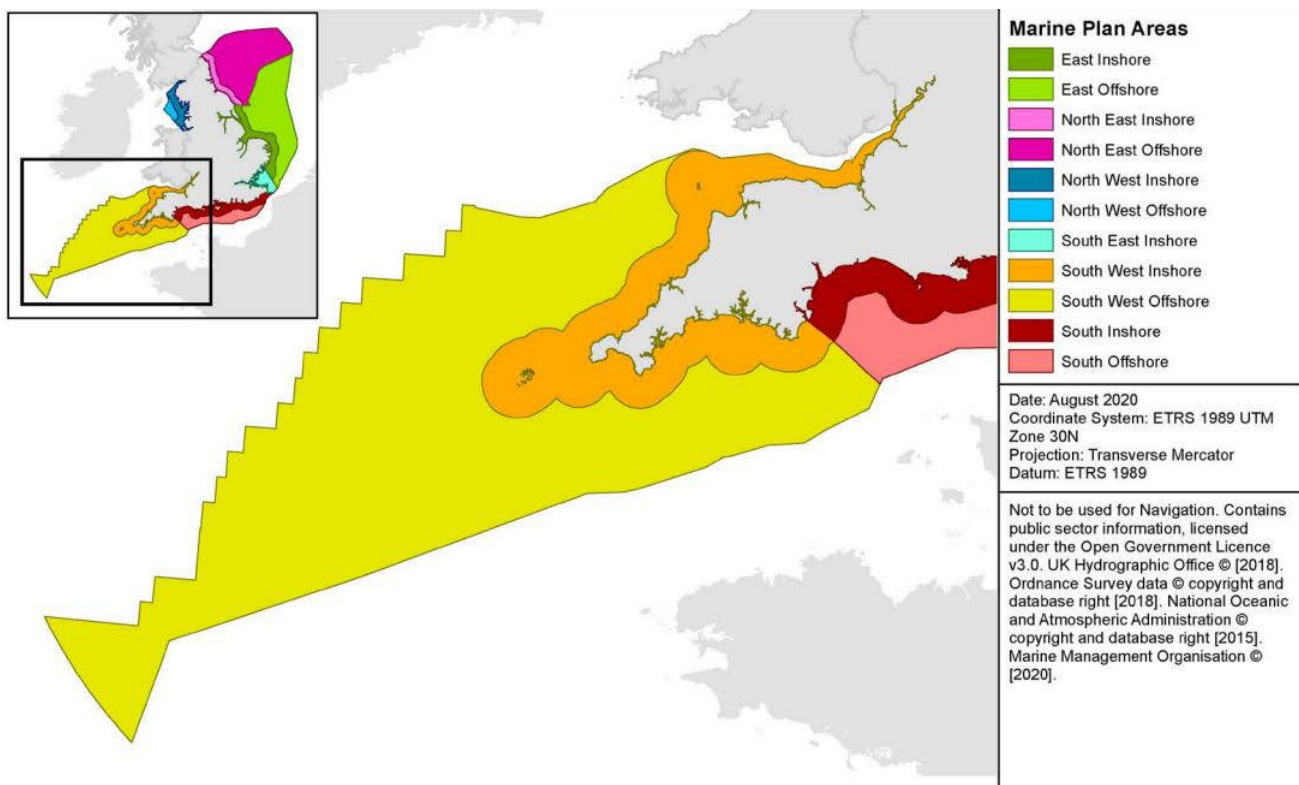 Marine Plan Areas
East Inshore
East Offshore
North East Inshore
North East Offshore
North West Inshore
North West Offshore
South East Inshore
South West Inshore
South West Offshore
South Inshore
South Offshore
Date: August 2020
Coordinate System: ETRS 1989 UTM
Zone 30N
Projection: Transverse Mercator
Datum: ETRS 1989
Not to be used for Navigation. Contains
public sector information, licensed
under the Open Government Licence
v3.0. UK Hydrographic Office © [2018].
Ordnance Survey data © copyright and
database right [2018]. National Oceanic
and Atmospheric Administration ©
copyright and database right [2015].
Marine Management Organisation ©
[2020].